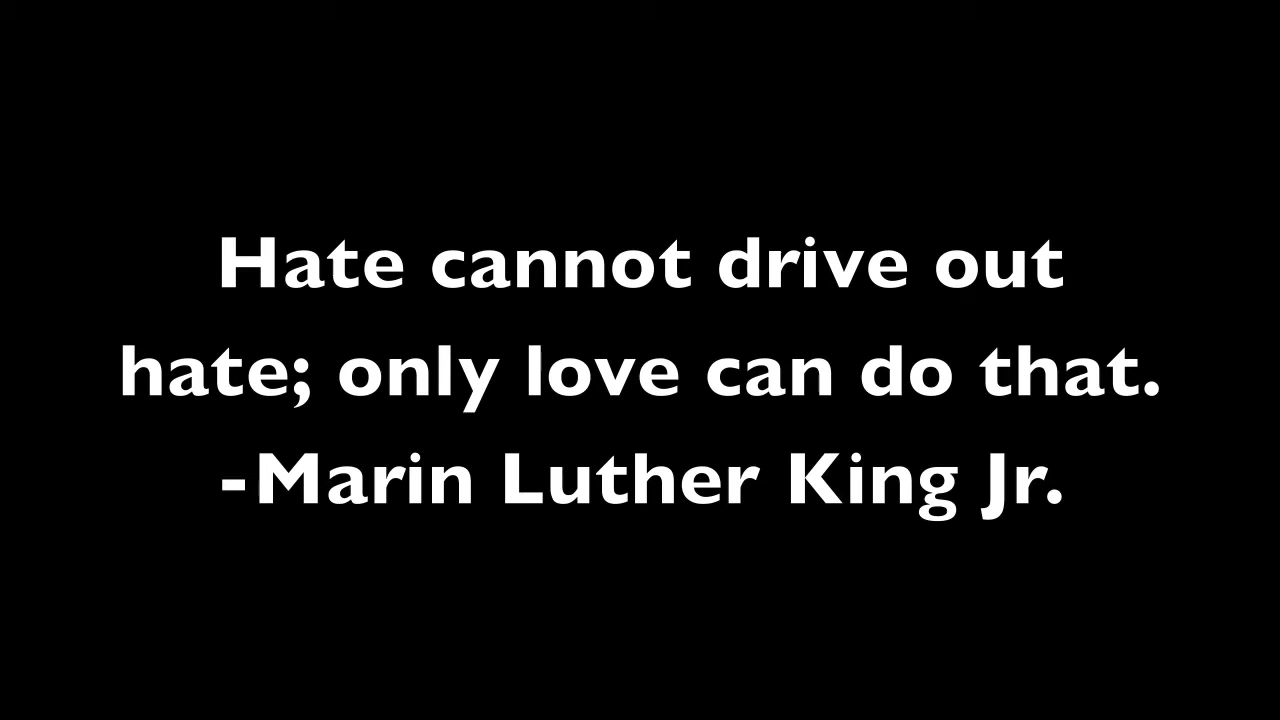 Hate cannot drive out
hate; only love can do that.
-Marin Luther King Jr.